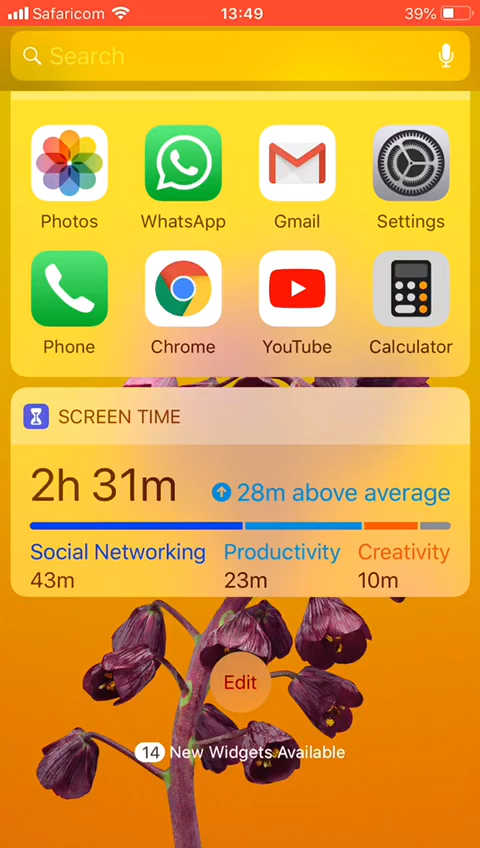 Safaricom 13:49 39%
Search
Photos WhatsApp Gmail Settings
Phone Chrome YouTube Calculator
SCREEN TIME
2h 31m 28m above average
Social Networking Productivity Creativity
43m 23m 10m
Edit
14 New Widgets Available